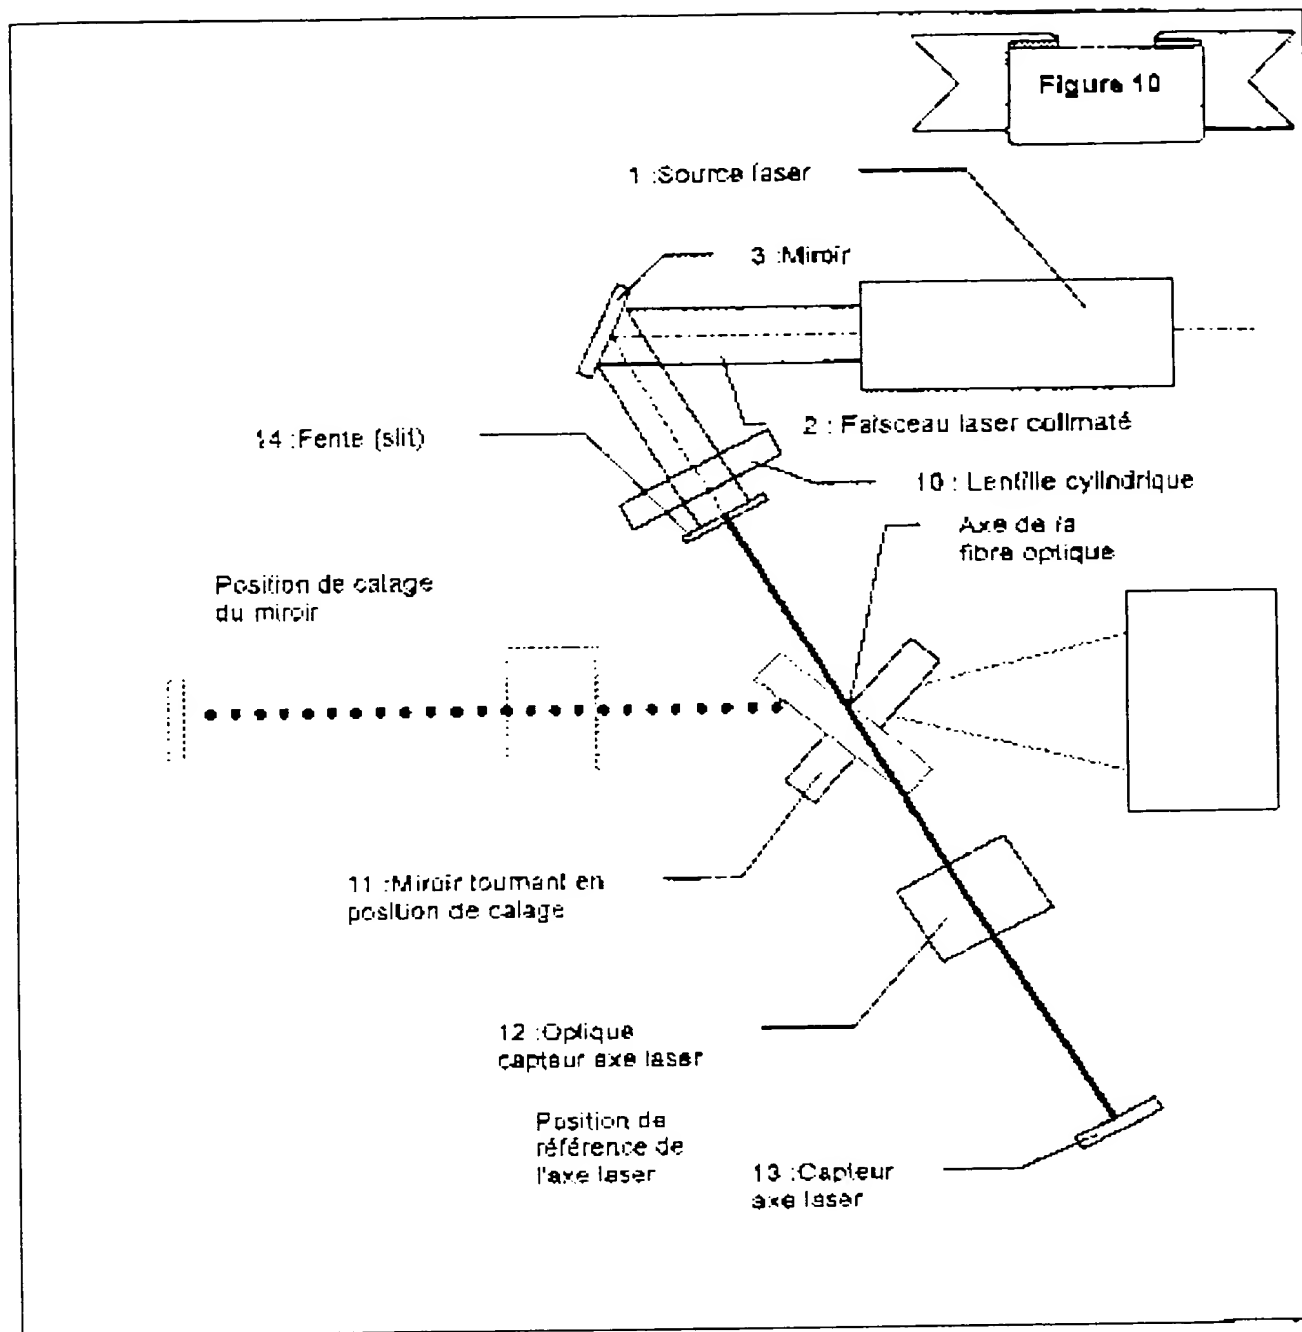 Figure 10
1 :Source laser
3 :Miroir
2 : Faisceau laser collmaté
14 :Fente (slit)
10 : Lentille cylindrique
Axe de la
fibre optique
Position de calage
du miroir
11 :Miroir tournant en
position de calage
12 :Optique
capteur axe laser
Position de
référence de
l'axe laser
13 :Capteur
axe laser